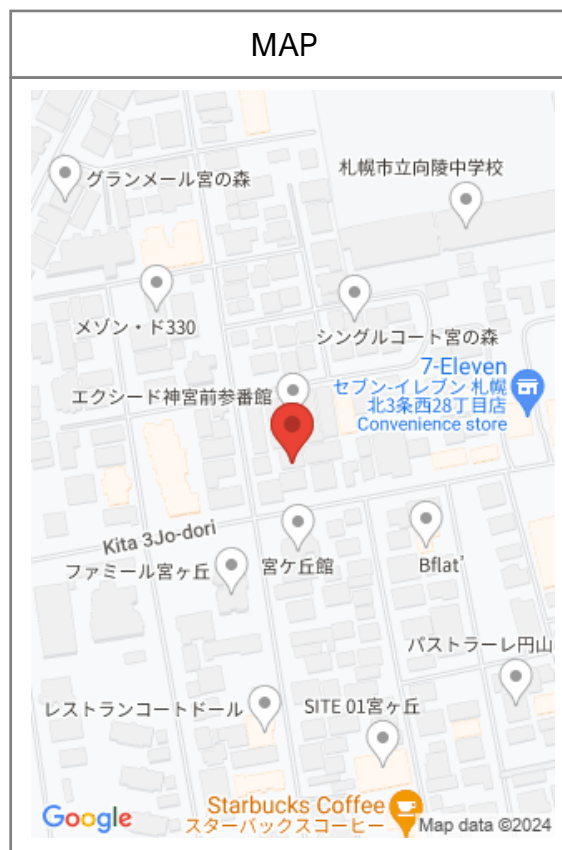 MAP
グランメール宮の森
札幌市立向陵中学校
メゾン・ド330
シングルコート宮の森
7-Eleven
セブン-イレブン 札幌
北3条西28丁目店
Convenience store
エクシード神宮前参番館
Kita 3Jo-dori
宮ケ丘館
Bflat’
ファミール宮ヶ丘
パストラーレ円山
レストランコートドール
SITE 01宮ヶ丘
Starbucks Coffee
スターバックスコーヒー
Google
Map data ©2024